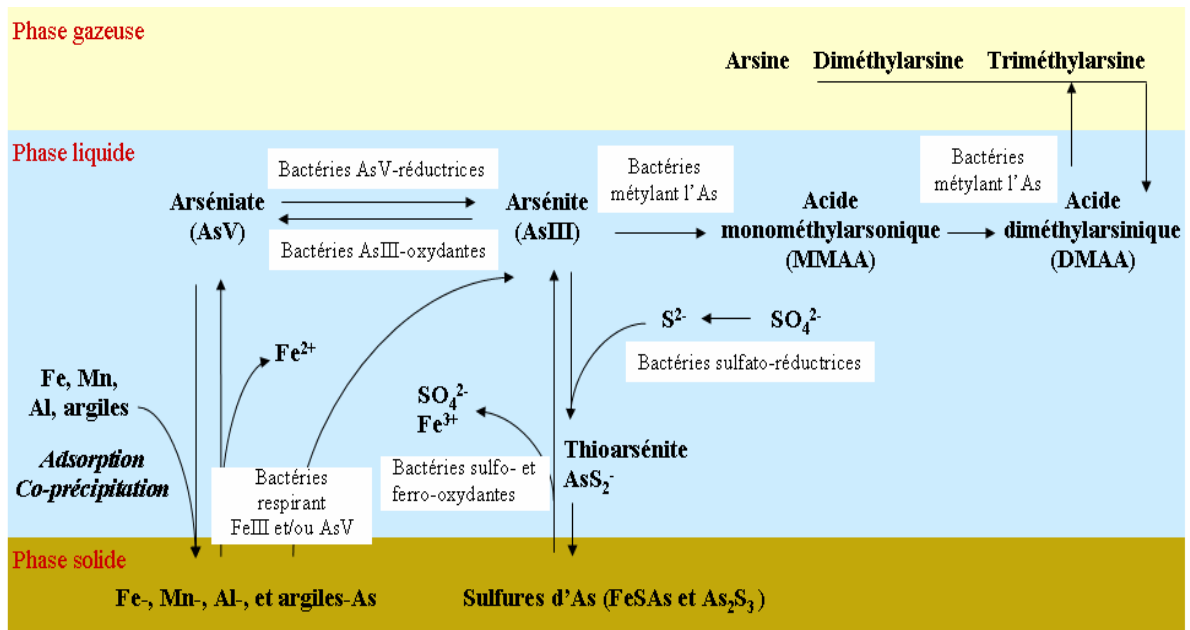 Phase gazeuse
Arsine Diméthylarsine Triméthylarsine
Phase liquide
Bactéries AsV-réductrices
Bactéries
métylant l'As
Bactéries
métylant l'As
Arséniate
(AsV)
Arsénite
(AsIII)
Acide
monométhylarsonique
(MMAA)
Acide
diméthylarsinique
(DMAA)
Bactéries AsIII-oxydantes
S²⁻
SO₄²⁻
Bactéries sulfato-réductrices
Fe²⁺
Fe, Mn,
Al, argiles
SO₄²⁻
Fe³⁺
Adsorption
Co-précipitation
Bactéries
respirant
FeIII et/ou AsV
Bactéries sulfo- et
ferro-oxydantes
Thioarsénite
AsS₂⁻
Phase solide
Fe-, Mn-, Al-, et argiles-As
Sulfures d'As (FeSAs et As₂S₃)